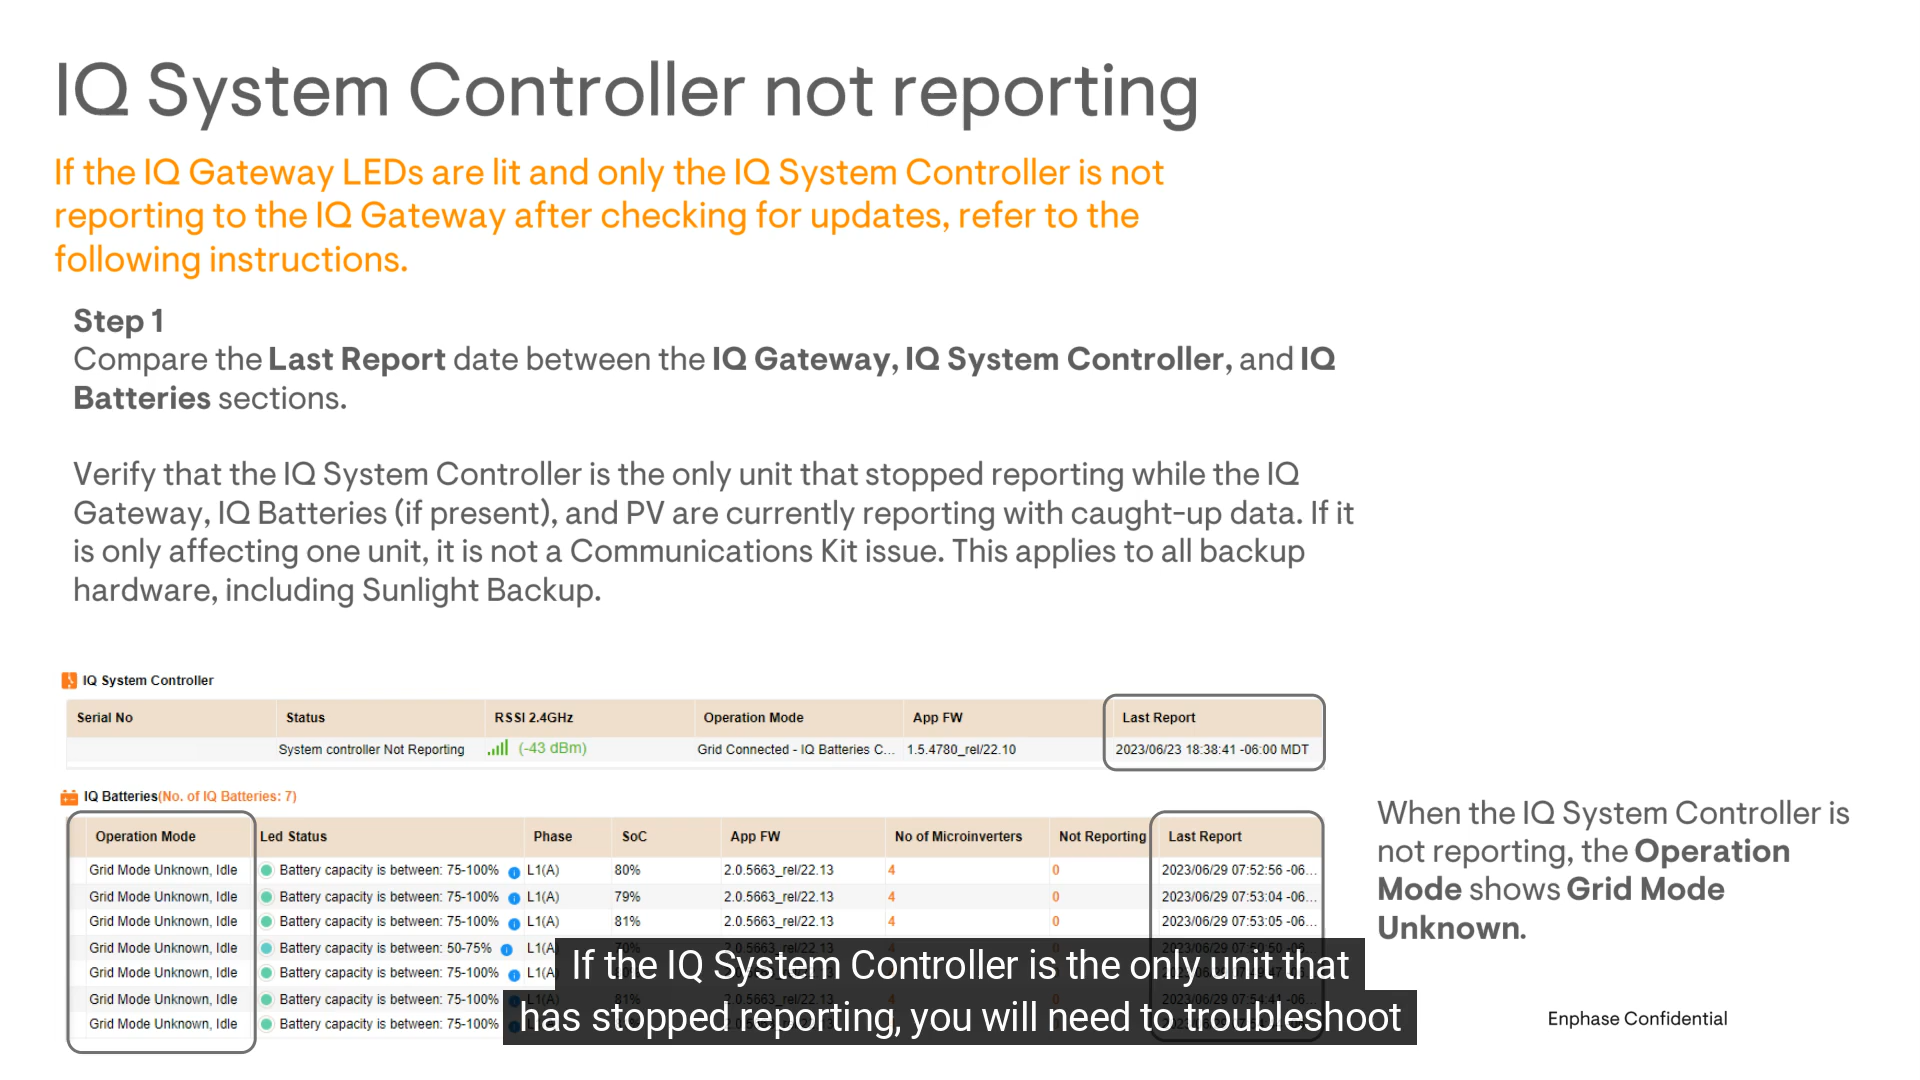 IQ System Controller not reporting
If the IQ Gateway LEDs are lit and only the IQ System Controller is not
reporting to the IQ Gateway after checking for updates, refer to the
following instructions.
Step 1
Compare the Last Report date between the IQ Gateway, IQ System Controller, and IQ
Batteries sections.
Verify that the IQ System Controller is the only unit that stopped reporting while the IQ
Gateway, IQ Batteries (if present), and PV are currently reporting with caught-up data. If it
is only affecting one unit, it is not a Communications Kit issue. This applies to all backup
hardware, including Sunlight Backup.
IQ System Controller
Serial No Status RSSI 2.4GHz Operation Mode App FW Last Report
System controller Not Reporting (-43 dBm) Grid Connected - IQ Batteries C... 1.5.4780_rel/22.10 2023/06/23 18:38:41 -06:00 MDT
IQ Batteries(No. of IQ Batteries: 7)
Operation Mode Led Status Phase SoC App FW No of Microinverters Not Reporting Last Report
Grid Mode Unknown, Idle Battery capacity is between: 75-100% L1(A) 80% 2.0.5663_rel/22.13 4 0 2023/06/29 07:52:56 -06...
Grid Mode Unknown, Idle Battery capacity is between: 75-100% L1(A) 79% 2.0.5663_rel/22.13 4 0 2023/06/29 07:53:04 -06...
Grid Mode Unknown, Idle Battery capacity is between: 75-100% L1(A) 81% 2.0.5663_rel/22.13 4 0 2023/06/29 07:53:05 -06...
Grid Mode Unknown, Idle Battery capacity is between: 50-75% L1(A
Grid Mode Unknown, Idle Battery capacity is between: 75-100% L1(A
Grid Mode Unknown, Idle Battery capacity is between: 75-100% L1(A) 81% 2.0.5663_rel/22.13
Grid Mode Unknown, Idle Battery capacity is between: 75-100%
When the IQ System Controller is
not reporting, the Operation
Mode shows Grid Mode
Unknown.
If the IQ System Controller is the only unit that
has stopped reporting, you will need to troubleshoot
Enphase Confidential